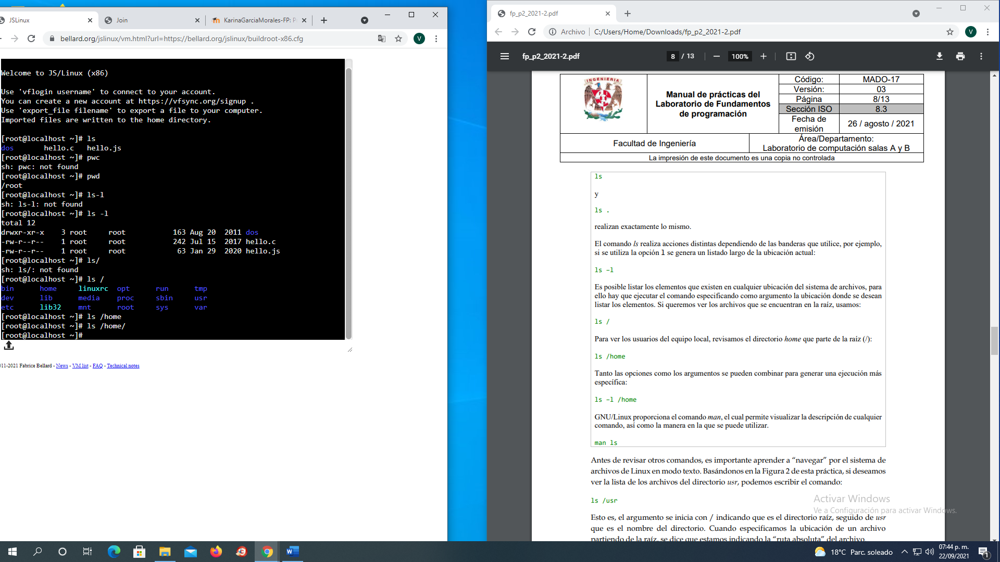 JSLinux
Join
KarinaGarciaMorales-FP: P
bellard.org/jslinux/vm.html?url=https://bellard.org/jslinux/buildroot-x86.cfg
V
Welcome to JS/Linux (x86)
Use 'vflogin username' to connect to your account.
You can create a new account at https://vfsync.org/signup .
Use 'export_file filename' to export a file to your computer.
Imported files are written to the home directory.
[root@localhost ~]# ls
dos hello.c hello.js
[root@localhost ~]# pwc
sh: pwc: not found
[root@localhost ~]# pwd
/root
[root@localhost ~]# ls-l
sh: ls-l: not found
[root@localhost ~]# ls -l
total 12
drwxr-xr-x 3 root root 163 Aug 20 2011 dos
-rw-r--r-- 1 root root 242 Jul 15 2017 hello.c
-rw-r--r-- 1 root root 63 Jan 29 2020 hello.js
[root@localhost ~]# ls/
sh: ls/: not found
[root@localhost ~]# ls /
bin home linuxrc opt run tmp
dev lib media proc sbin usr
etc lib32 mnt root sys var
[root@localhost ~]# ls /home
[root@localhost ~]# ls /home/
[root@localhost ~]#
11-2021 Fabrice Bellard - News - VM list - FAQ - Technical notes
fp_p2_2021-2.pdf
Archivo C:/Users/Home/Downloads/fp_p2_2021-2.pdf
V
fp_p2_2021-2.pdf
8 / 13
100%
INGENIERIA
Manual de prácticas del
Laboratorio de Fundamentos
de programación
Código: MADO-17
Versión: 03
Página 8/13
Sección ISO 8.3
Fecha de
emisión
26 / agosto / 2021
Facultad de Ingeniería
Área/Departamento:
Laboratorio de computación salas A y B
La impresión de este documento es una copia no controlada
ls
y
ls .
realizan exactamente lo mismo.
El comando ls realiza acciones distintas dependiendo de las banderas que utilice, por ejemplo,
si se utiliza la opción l se genera un listado largo de la ubicación actual:
ls –l
Es posible listar los elementos que existen en cualquier ubicación del sistema de archivos, para
ello hay que ejecutar el comando especificando como argumento la ubicación donde se desean
listar los elementos. Si queremos ver los archivos que se encuentran en la raíz, usamos:
ls /
Para ver los usuarios del equipo local, revisamos el directorio home que parte de la raíz (/):
ls /home
Tanto las opciones como los argumentos se pueden combinar para generar una ejecución más
específica:
ls –l /home
GNU/Linux proporciona el comando man, el cual permite visualizar la descripción de cualquier
comando, así como la manera en la que se puede utilizar.
man ls
Antes de revisar otros comandos, es importante aprender a “navegar” por el sistema de
archivos de Linux en modo texto. Basándonos en la Figura 2 de esta práctica, si deseamos
ver la lista de los archivos del directorio usr, podemos escribir el comando:
ls /usr
Esto es, el argumento se inicia con / indicando que es el directorio raíz, seguido de usr
que es el nombre del directorio. Cuando especificamos la ubicación de un archivo
partiendo de la raíz, se dice que estamos indicando la “ruta absoluta” del archivo.
Activar Windows
Ve a Configuración para activar Windows.
18°C Parc. soleado
07:44 p. m.
22/09/2021
1